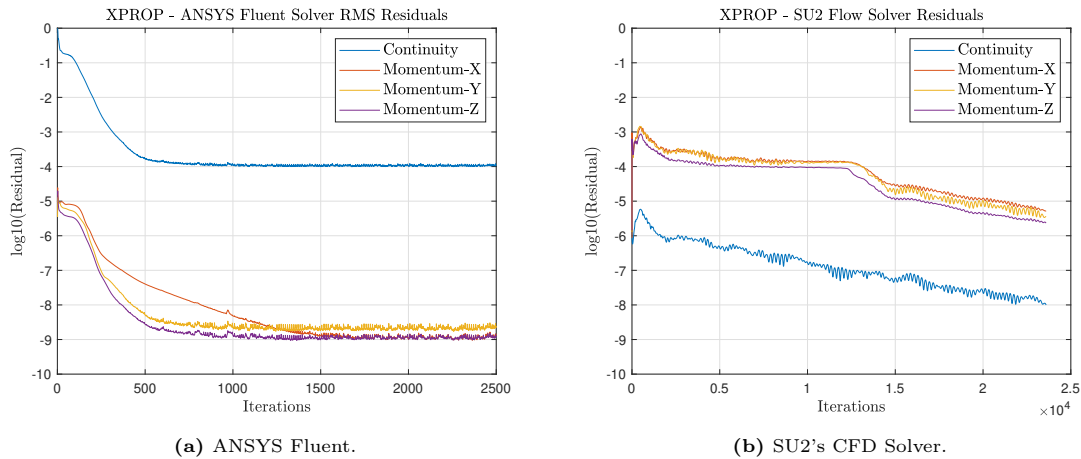 XPROP - ANSYS Fluent Solver RMS Residuals
0
-1
-2
-3
-4
-5
-6
-7
-8
-9
-10
log10(Residual)
Continuity
Momentum-X
Momentum-Y
Momentum-Z
0
500
1000
1500
2000
2500
Iterations
(a) ANSYS Fluent.
XPROP - SU2 Flow Solver Residuals
0
-1
-2
-3
-4
-5
-6
-7
-8
-9
-10
log10(Residual)
Continuity
Momentum-X
Momentum-Y
Momentum-Z
0
0.5
1
1.5
2
2.5
×10⁴
Iterations
(b) SU2's CFD Solver.